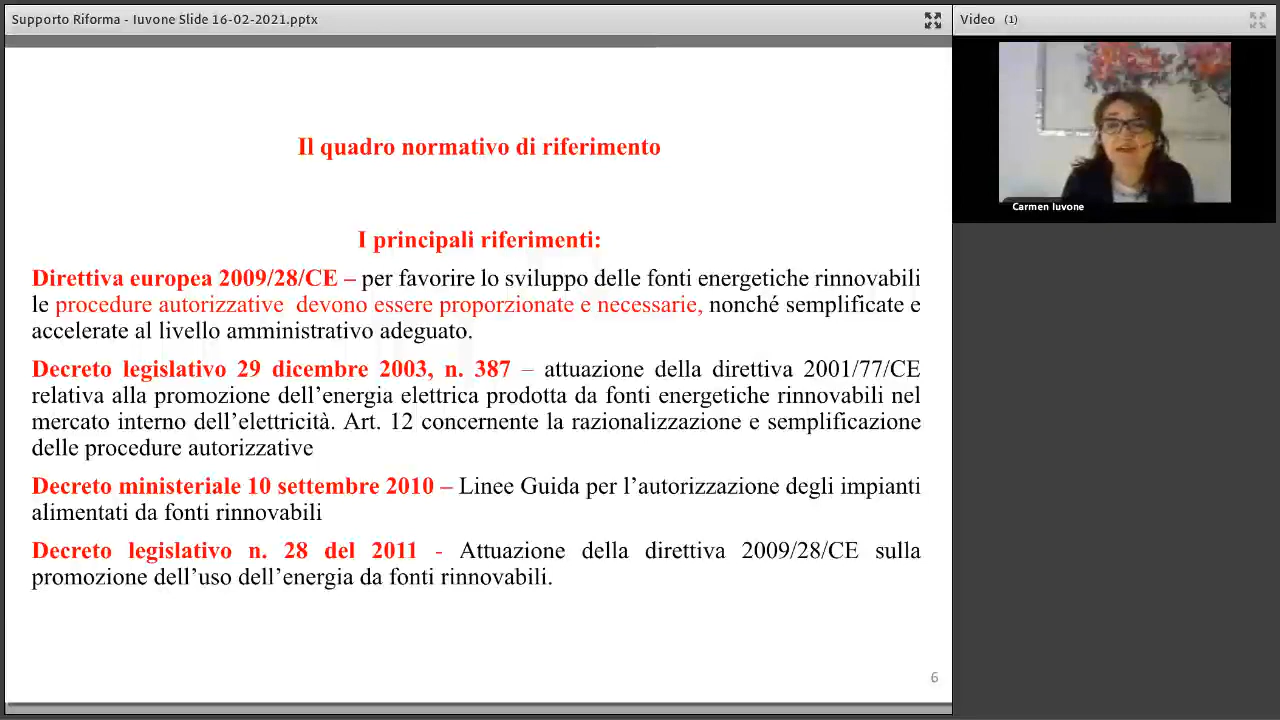 Supporto Riforma - Iuvone Slide 16-02-2021.pptx
Video (1)
Carmen Iuvone
Il quadro normativo di riferimento
I principali riferimenti:
Direttiva europea 2009/28/CE – per favorire lo sviluppo delle fonti energetiche rinnovabili
le procedure autorizzative devono essere proporzionate e necessarie, nonché semplificate e
accelerate al livello amministrativo adeguato.
Decreto legislativo 29 dicembre 2003, n. 387 – attuazione della direttiva 2001/77/CE
relativa alla promozione dell’energia elettrica prodotta da fonti energetiche rinnovabili nel
mercato interno dell’elettricità. Art. 12 concernente la razionalizzazione e semplificazione
delle procedure autorizzative
Decreto ministeriale 10 settembre 2010 – Linee Guida per l’autorizzazione degli impianti
alimentati da fonti rinnovabili
Decreto legislativo n. 28 del 2011 - Attuazione della direttiva 2009/28/CE sulla
promozione dell’uso dell’energia da fonti rinnovabili.
6